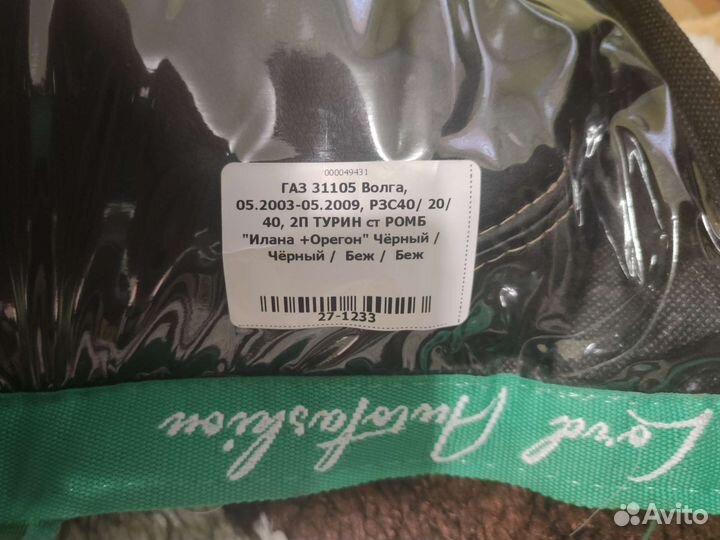 000049431
ГАЗ 31105 Волга,
05.2003-05.2009, РЗС40/ 20/
40, 2П ТУРИН ст РОМБ
"Илана +Орегон" Чёрный /
Чёрный / Беж / Беж
27-1233
Lord Autofashion
Avito